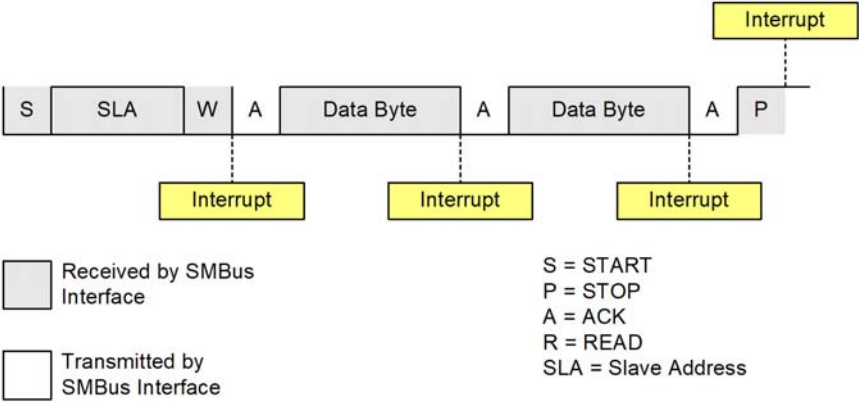 Interrupt
S SLA W A Data Byte A Data Byte A P
Interrupt Interrupt Interrupt
Received by SMBus
Interface
Transmitted by
SMBus Interface
S = START
P = STOP
A = ACK
R = READ
SLA = Slave Address